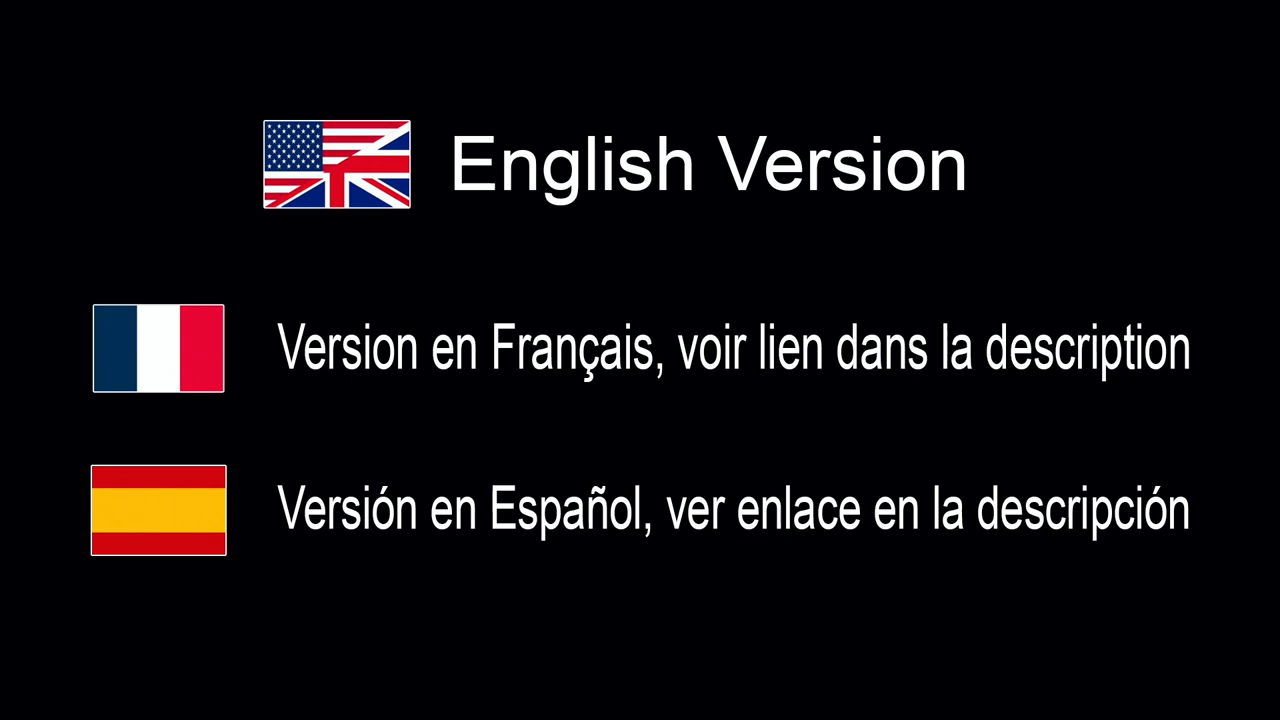 English Version
Version en Français, voir lien dans la description
Versión en Español, ver enlace en la descripción